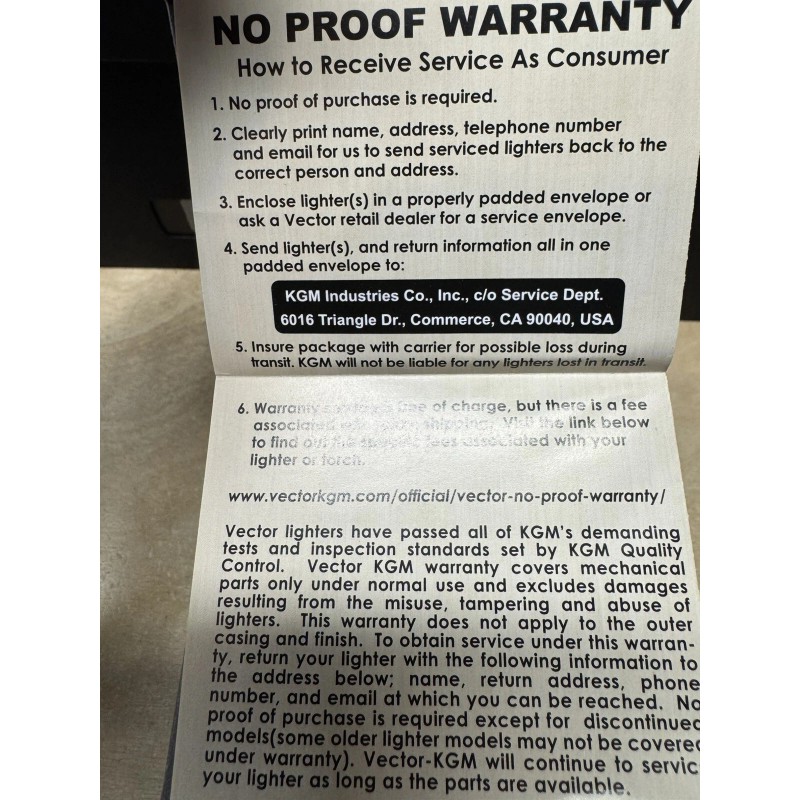 NO PROOF WARRANTY
How to Receive Service As Consumer
1. No proof of purchase is required.
2. Clearly print name, address, telephone number
and email for us to send serviced lighters back to the
correct person and address.
3. Enclose lighter(s) in a properly padded envelope or
ask a Vector retail dealer for a service envelope.
4. Send lighter(s), and return information all in one
padded envelope to:
KGM Industries Co., Inc., c/o Service Dept.
6016 Triangle Dr., Commerce, CA 90040, USA
5. Insure package with carrier for possible loss during
transit. KGM will not be liable for any lighters lost in transit.
6. Warranty free of charge, but there is a fee
associated shipping. Visit the link below
to find out the specific fees associated with your
lighter or torch.
www.vectorkgm.com/official/vector-no-proof-warranty/
Vector lighters have passed all of KGM's demanding
tests and inspection standards set by KGM Quality
Control. Vector KGM warranty covers mechanical
parts only under normal use and excludes damages
resulting from the misuse, tampering and abuse of
lighters. This warranty does not apply to the outer
casing and finish. To obtain service under this warran-
ty, return your lighter with the following information to
the address below; name, return address, phone
number, and email at which you can be reached. No
proof of purchase is required except for discontinued
models(some older lighter models may not be covered
under warranty). Vector-KGM will continue to servic
your lighter as long as the parts are available.